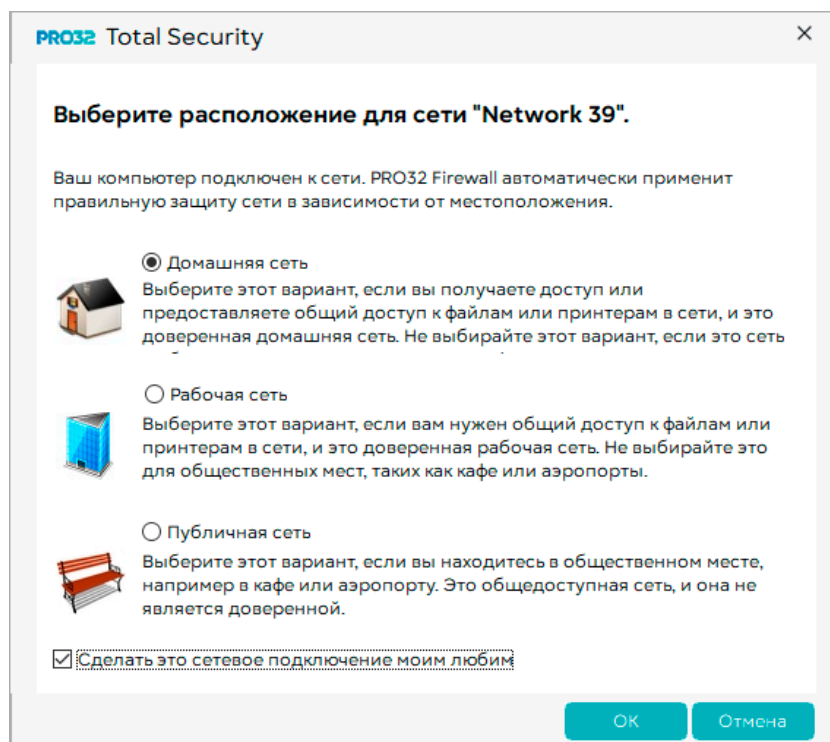 PRO32 Total Security
Выберите расположение для сети "Network 39".
Ваш компьютер подключен к сети. PRO32 Firewall автоматически применит
правильную защиту сети в зависимости от местоположения.
Домашняя сеть
Выберите этот вариант, если вы получаете доступ или
предоставляете общий доступ к файлам или принтерам в сети, и это
доверенная домашняя сеть. Не выбирайте этот вариант, если это сеть
Рабочая сеть
Выберите этот вариант, если вам нужен общий доступ к файлам или
принтерам в сети, и это доверенная рабочая сеть. Не выбирайте это
для общественных мест, таких как кафе или аэропорты.
Публичная сеть
Выберите этот вариант, если вы находитесь в общественном месте,
например в кафе или аэропорту. Это общедоступная сеть, и она не
является доверенной.
Сделать это сетевое подключение моим любим
ОК Отмена